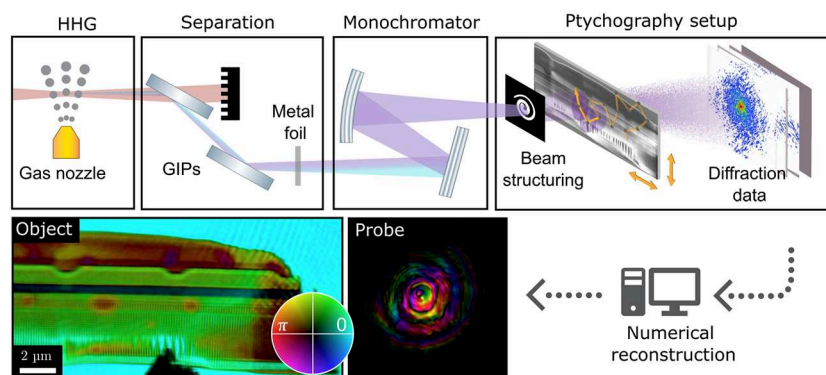 HHG
Separation
Monochromator
Ptychography setup
Gas nozzle
GIPs
Metal
foil
Beam
structuring
Diffraction
data
Object
Probe
π
0
2 μm
Numerical
reconstruction